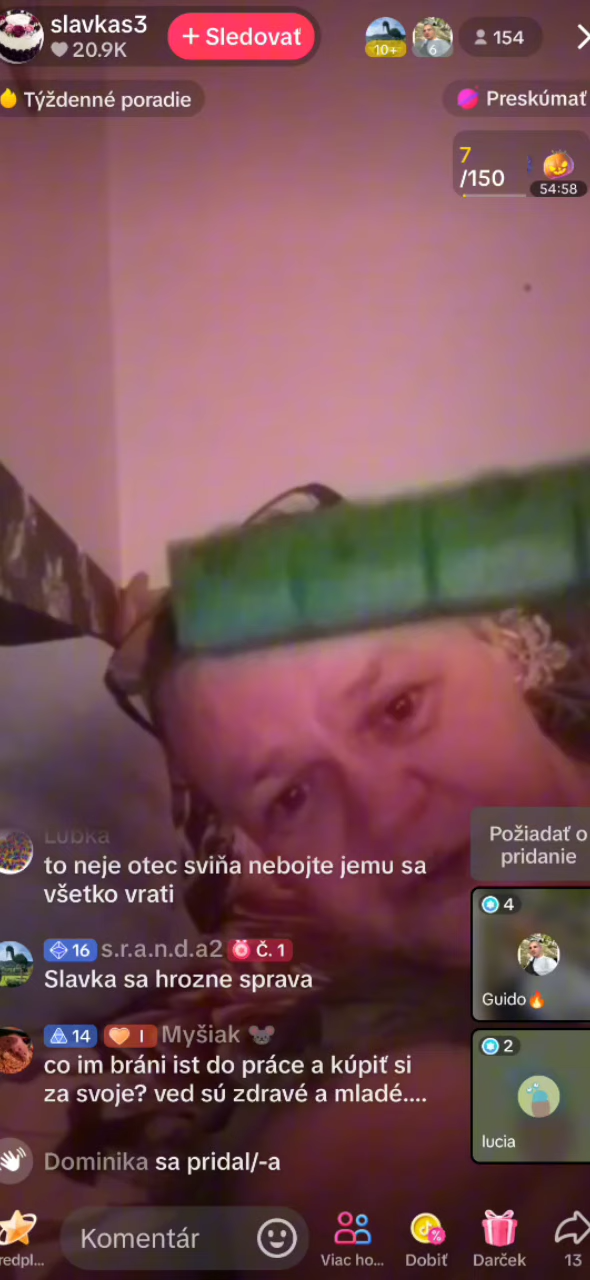 slavkas3
20.9K
+ Sledovať
10+
6
154
Týždenné poradie
Preskúmať
7
/150
54:58
Lubka
to neje otec sviňa nebojte jemu sa
všetko vrati
16 s.r.a.n.d.a2 Č. 1
Slavka sa hrozne sprava
14 I Myšiak
co im bráni ist do práce a kúpiť si
za svoje? ved sú zdravé a mladé....
Dominika sa pridal/-a
Požiadať o
pridanie
4
Guido
2
lucia
redpl...
Komentár
Viac ho...
Dobiť
Darček
13